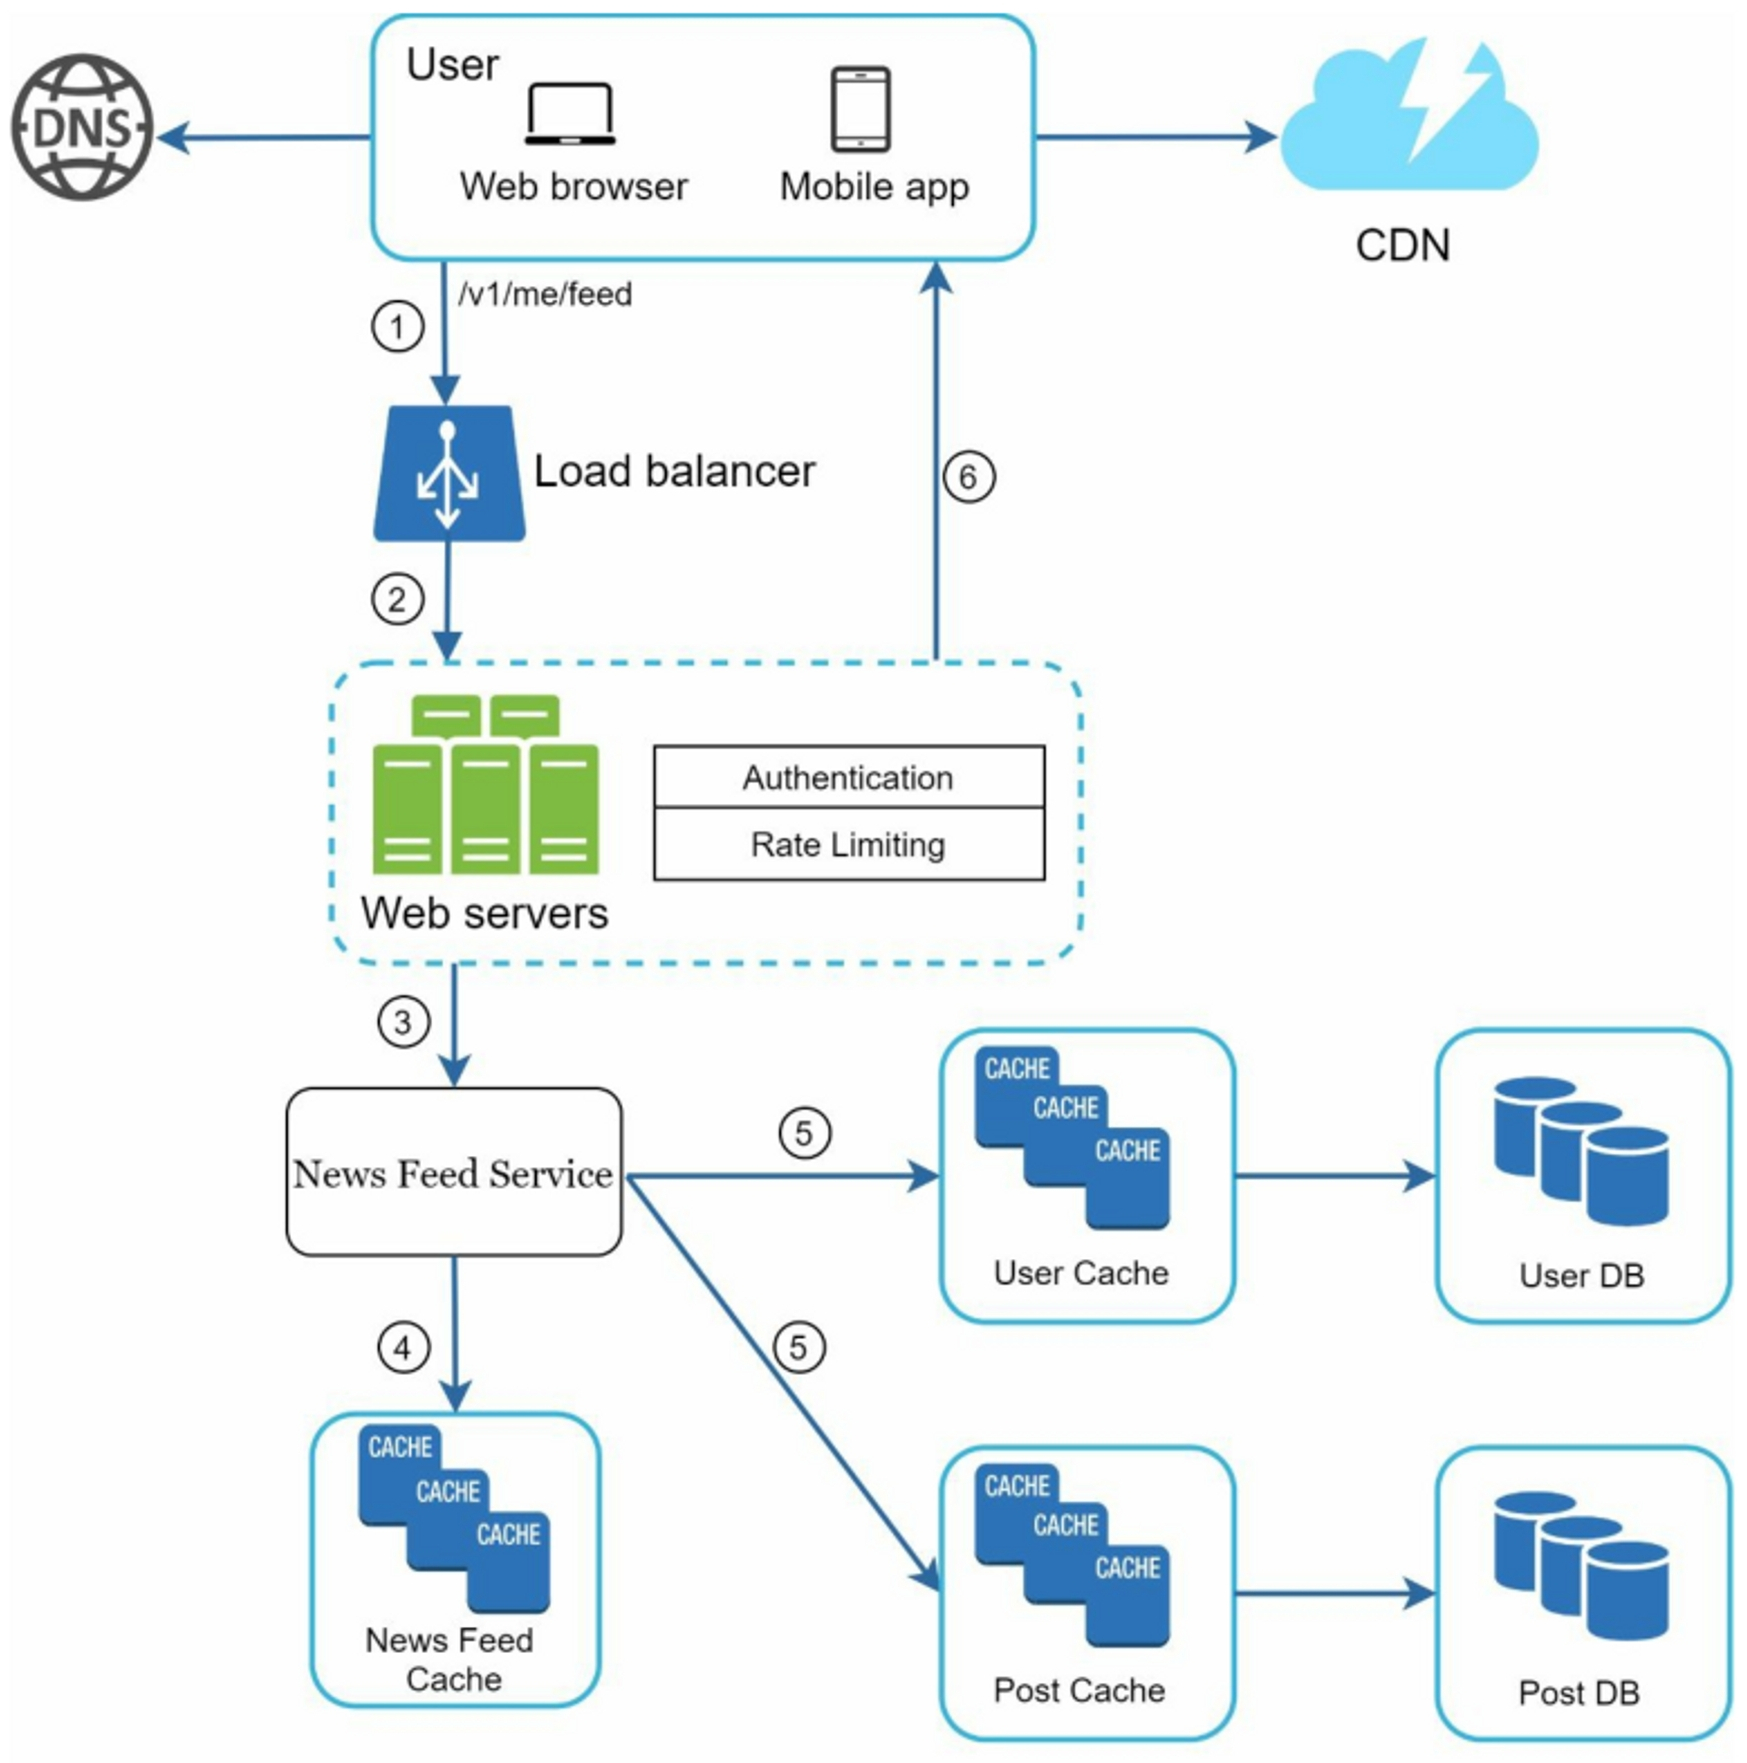 User
DNS
Web browser
Mobile app
CDN
/v1/me/feed
1
Load balancer
6
2
Authentication
Rate Limiting
Web servers
3
CACHE
CACHE
CACHE
User Cache
User DB
5
News Feed Service
5
4
CACHE
CACHE
CACHE
News Feed
Cache
CACHE
CACHE
CACHE
Post Cache
Post DB